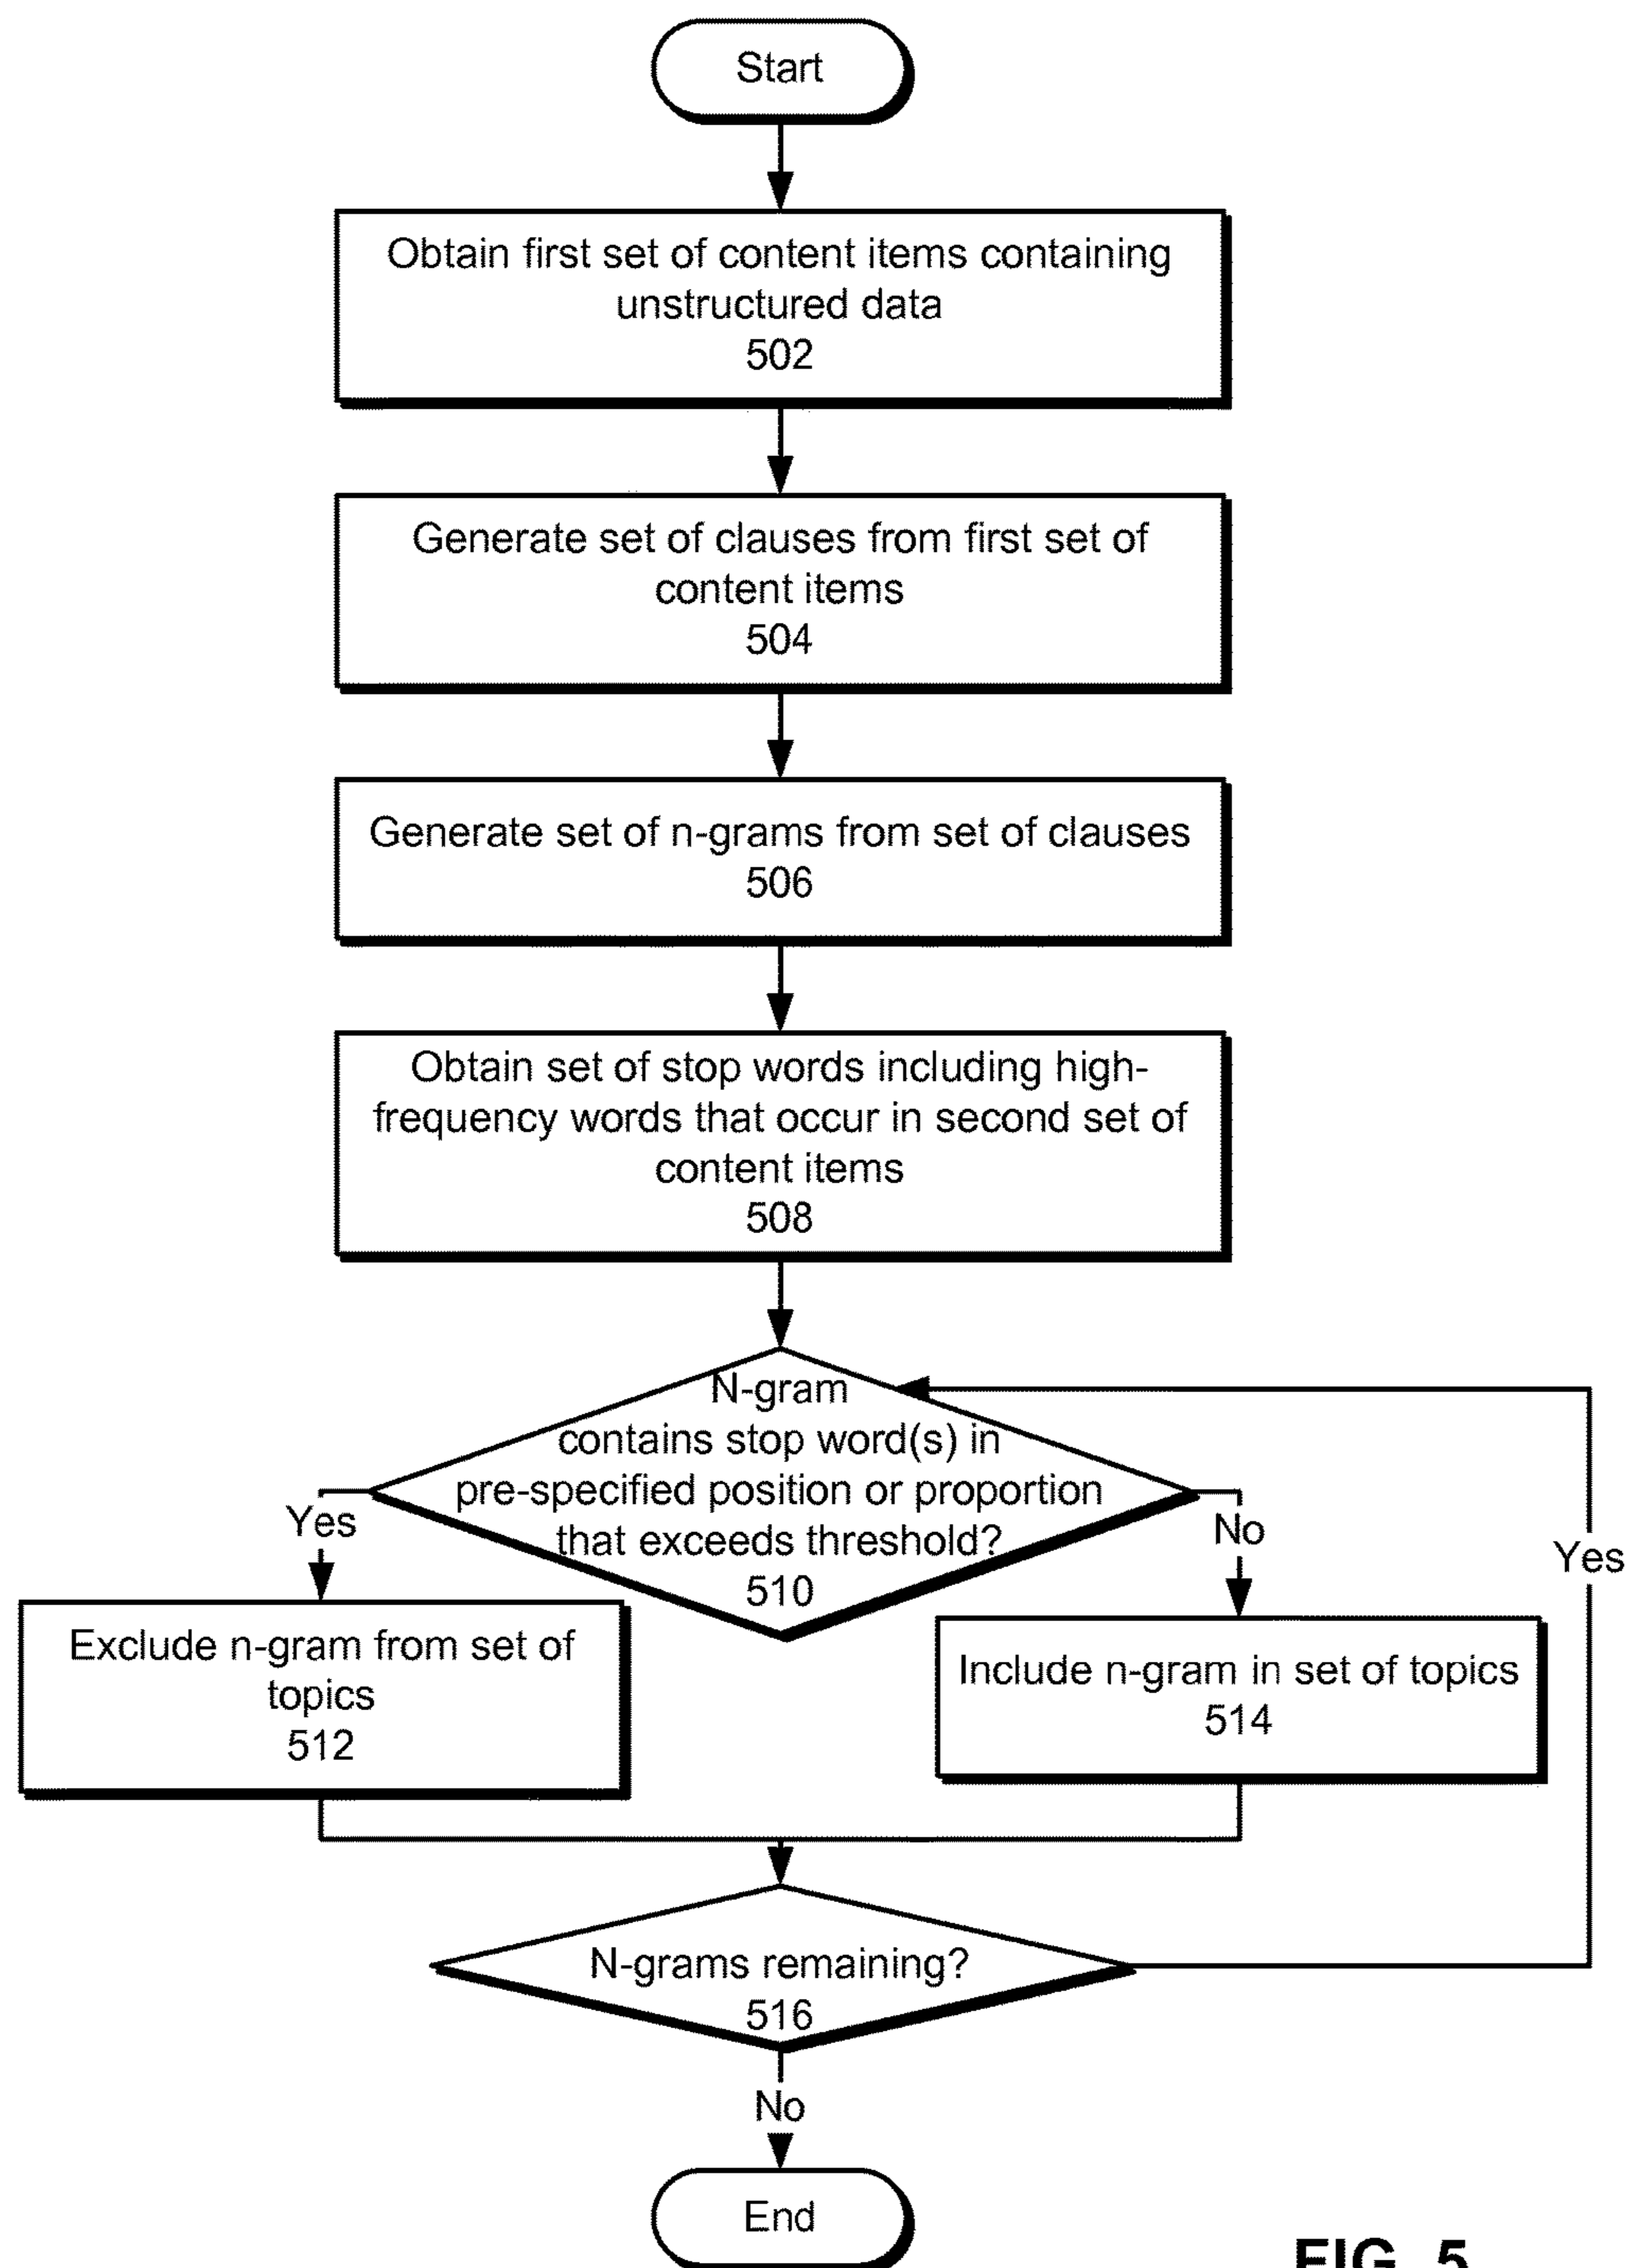 Start
Obtain first set of content items containing
unstructured data
502
Generate set of clauses from first set of
content items
504
Generate set of n-grams from set of clauses
506
Obtain set of stop words including high-
frequency words that occur in second set of
content items
508
N-gram
contains stop word(s) in
pre-specified position or proportion
that exceeds threshold?
510
Yes
No
Yes
Exclude n-gram from set of
topics
512
Include n-gram in set of topics
514
N-grams remaining?
516
No
End
FIG. 5